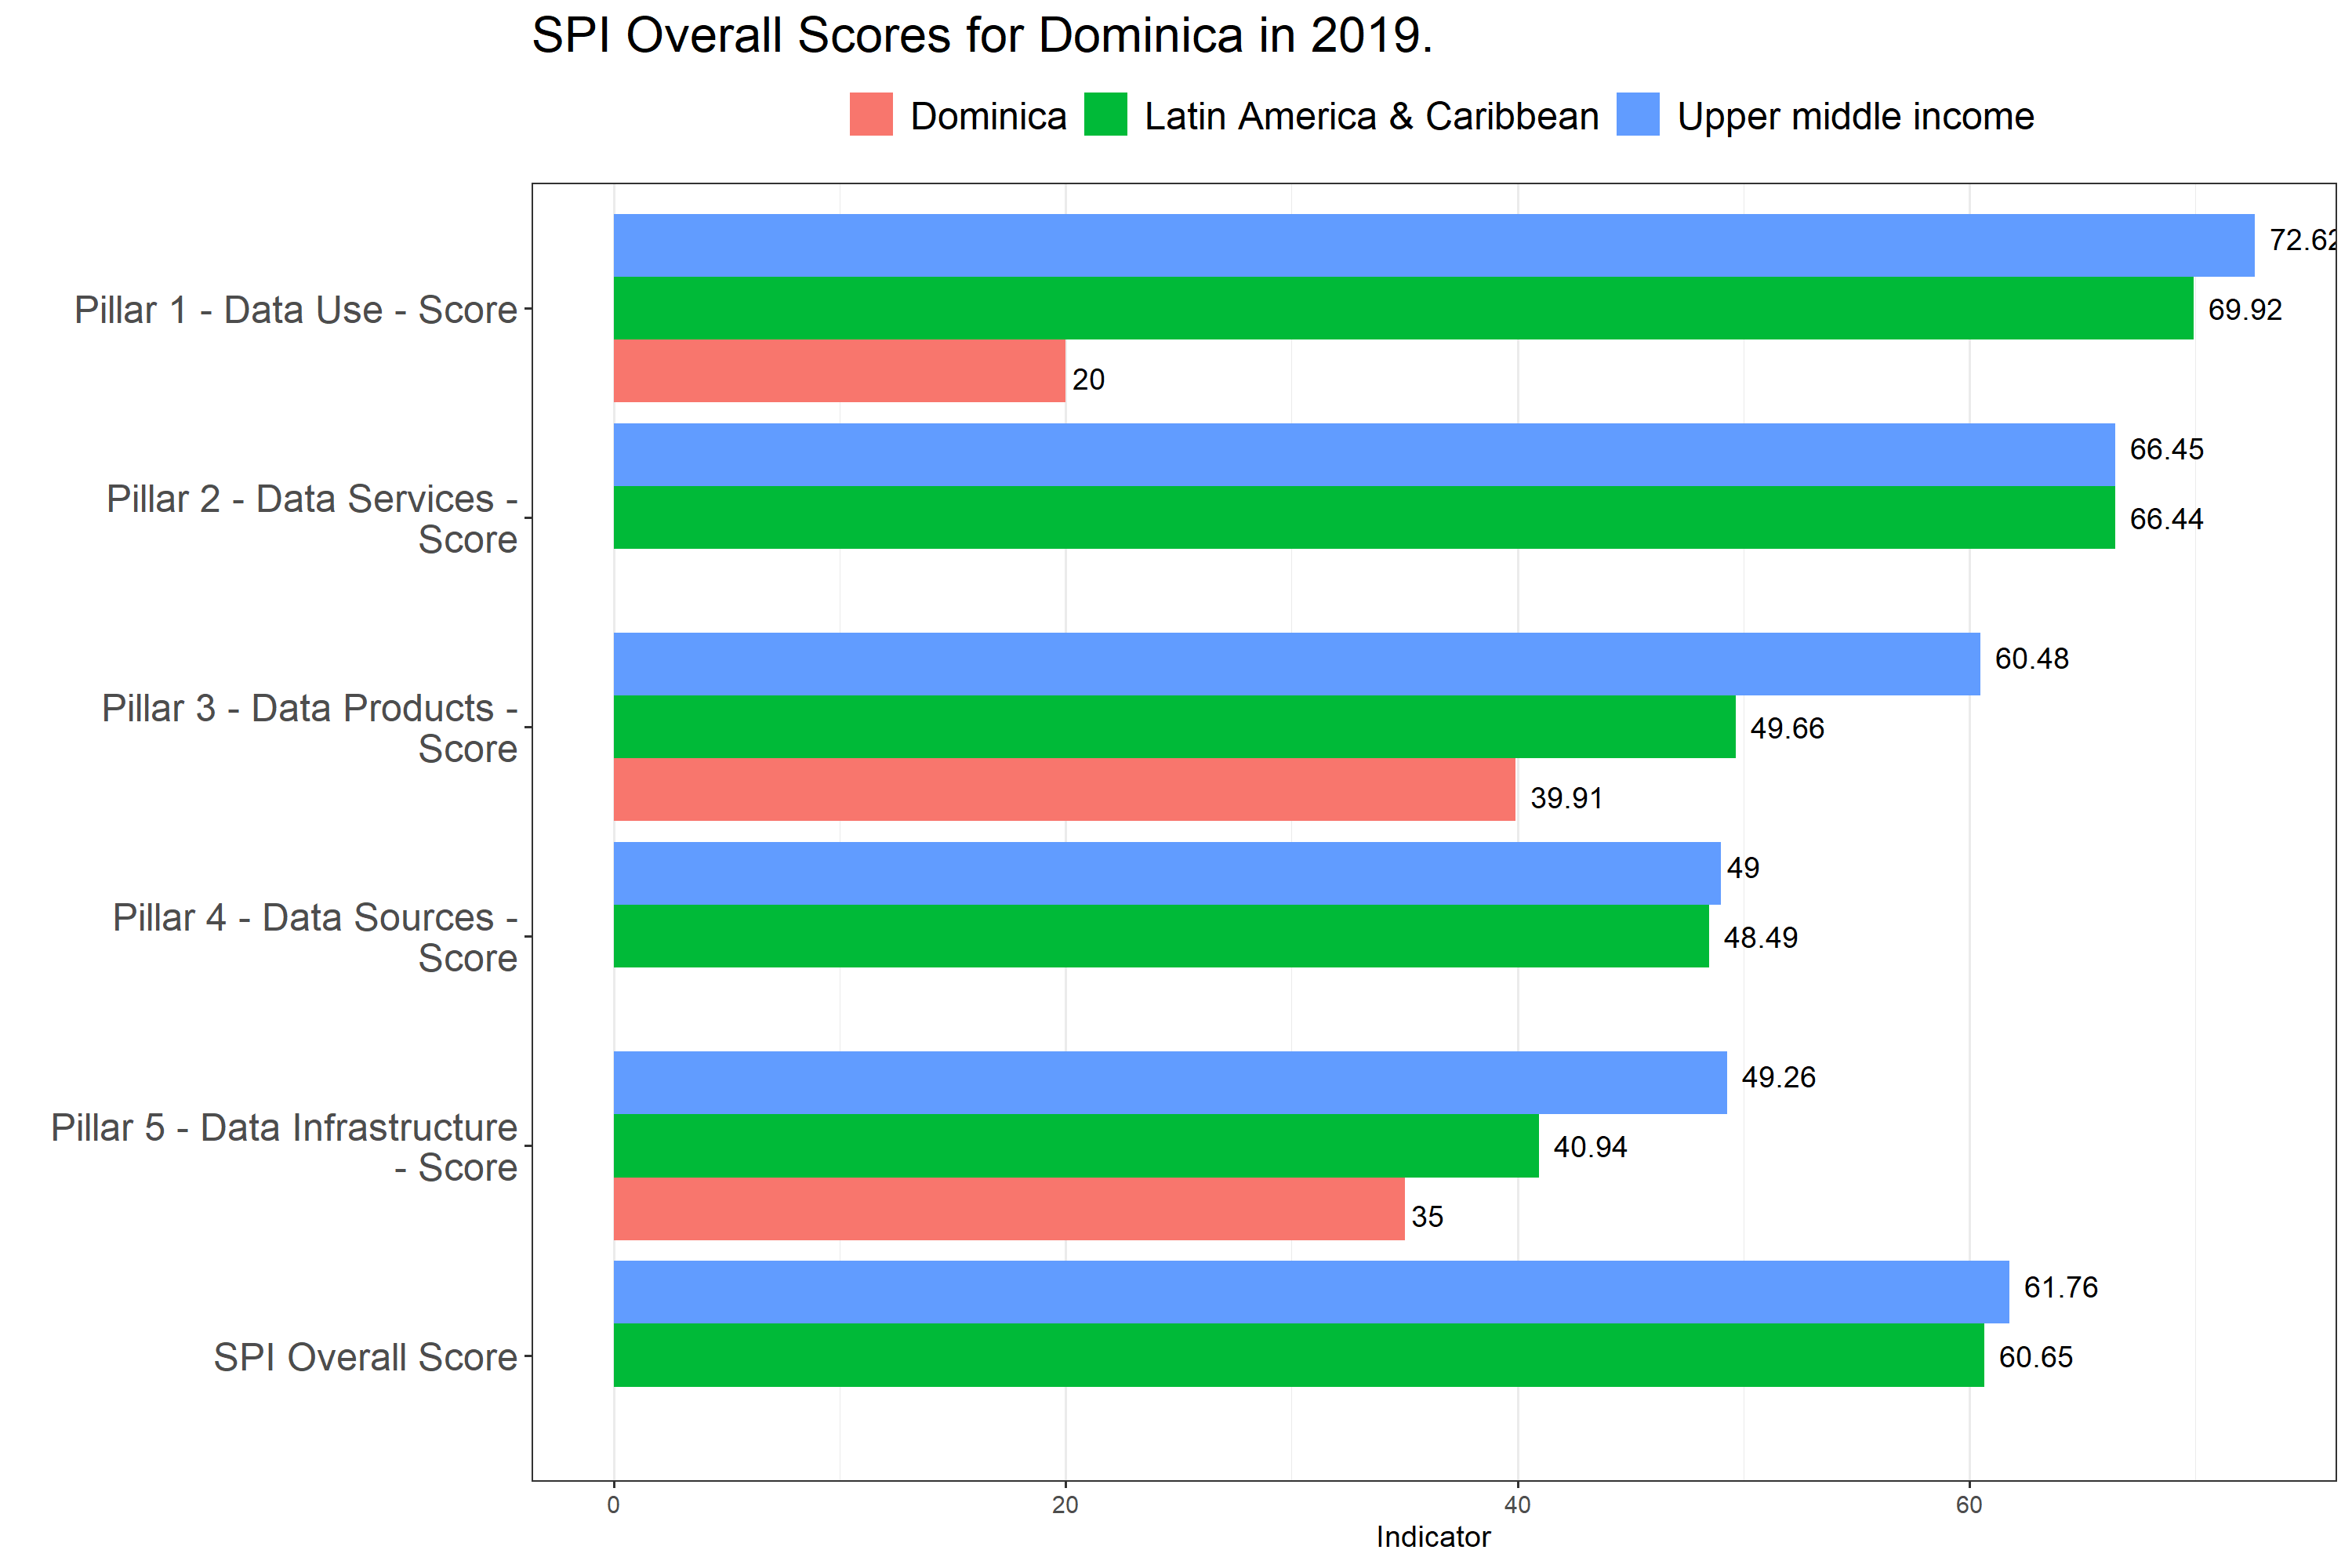 SPI Overall Scores for Dominica in 2019.
Dominica Latin America & Caribbean Upper middle income
Pillar 1 - Data Use - Score
72.62
69.92
20
Pillar 2 - Data Services -
Score
66.45
66.44
Pillar 3 - Data Products -
Score
60.48
49.66
39.91
Pillar 4 - Data Sources -
Score
49
48.49
Pillar 5 - Data Infrastructure
- Score
49.26
40.94
35
SPI Overall Score
61.76
60.65
0 20 40 60
Indicator